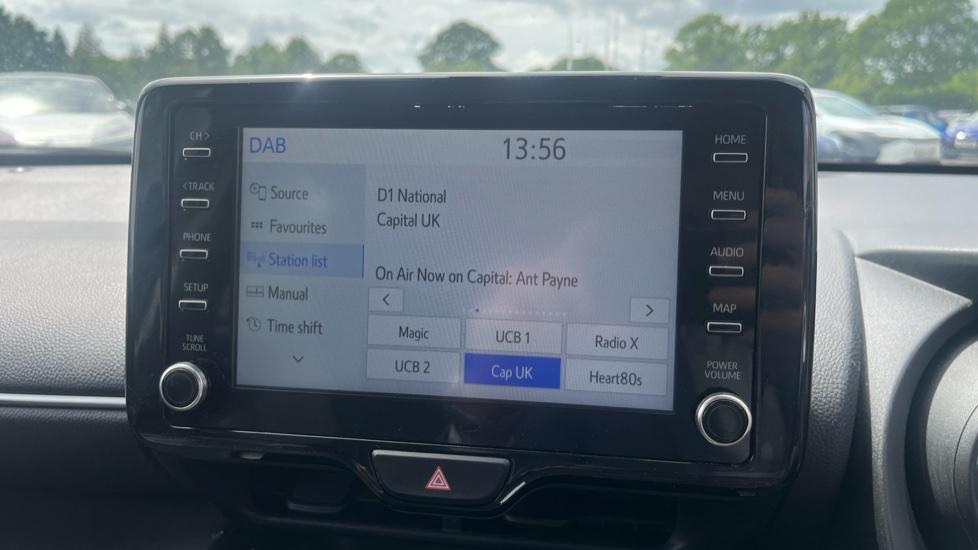 CH>
<TRACK
PHONE
SETUP
TUNE
SCROLL
DAB
13:56
Source
Favourites
Station list
Manual
Time shift
D1 National
Capital UK
On Air Now on Capital: Ant Payne
< >
Magic UCB 1 Radio X
UCB 2 Cap UK Heart80s
HOME
MENU
AUDIO
MAP
POWER
VOLUME